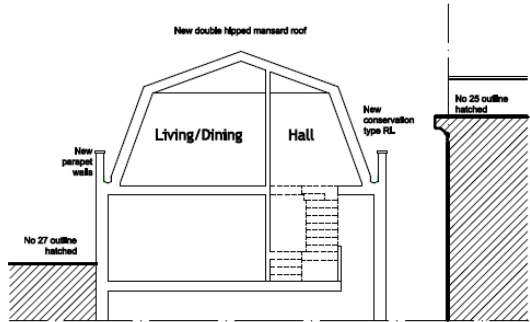 New double hipped mansard roof
No 25 outline
hatched
New
conservation
type RL
Living/Dining
Hall
New
parapet
walls
No 27 outline
hatched